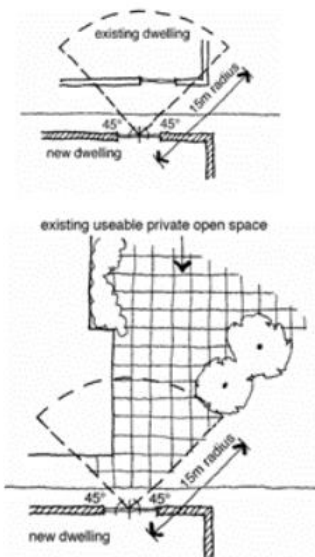 existing dwelling
15m radius
45° 45°
new dwelling
existing useable private open space
15m radius
45° 45°
new dwelling